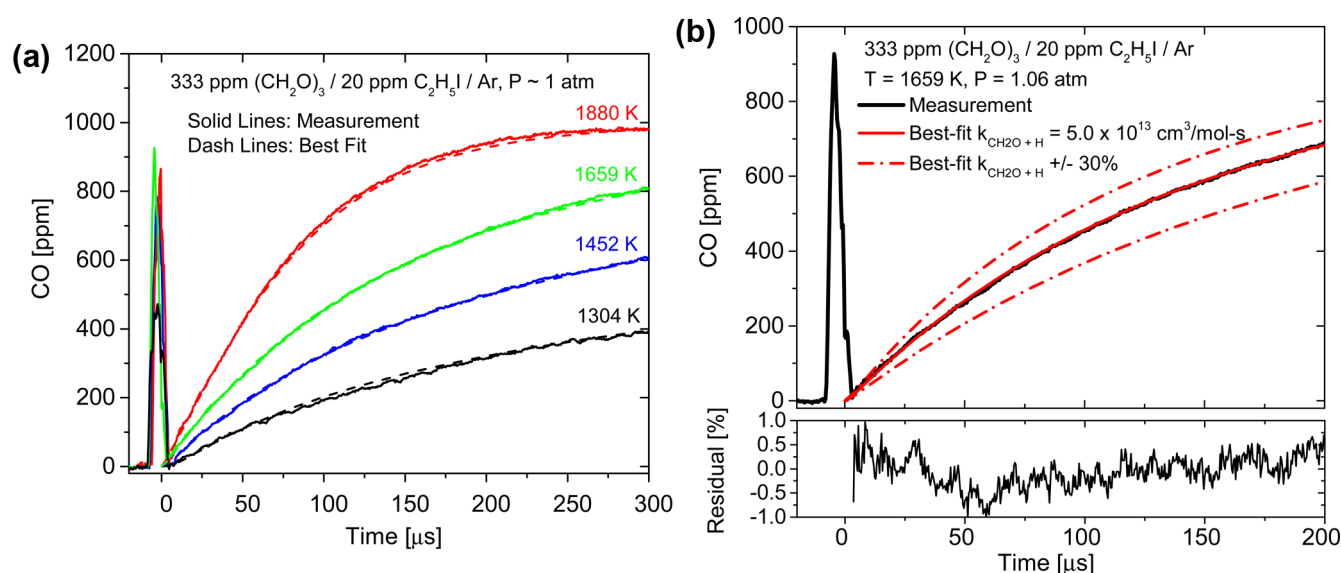 (a)
1200
1000
800
600
400
200
0
CO [ppm]
333 ppm (CH₂O)₃ / 20 ppm C₂H₅I / Ar, P ~ 1 atm
Solid Lines: Measurement
Dash Lines: Best Fit
1880 K
1659 K
1452 K
1304 K
0 50 100 150 200 250 300
Time [μs]
(b)
1000
800
600
400
200
0
CO [ppm]
333 ppm (CH₂O)₃ / 20 ppm C₂H₅I / Ar
T = 1659 K, P = 1.06 atm
Measurement
Best-fit k_CH2O + H = 5.0 x 10¹³ cm³/mol-s
Best-fit k_CH2O + H +/- 30%
1.0
0.5
0.0
-0.5
-1.0
Residual [%]
0 50 100 150 200
Time [μs]